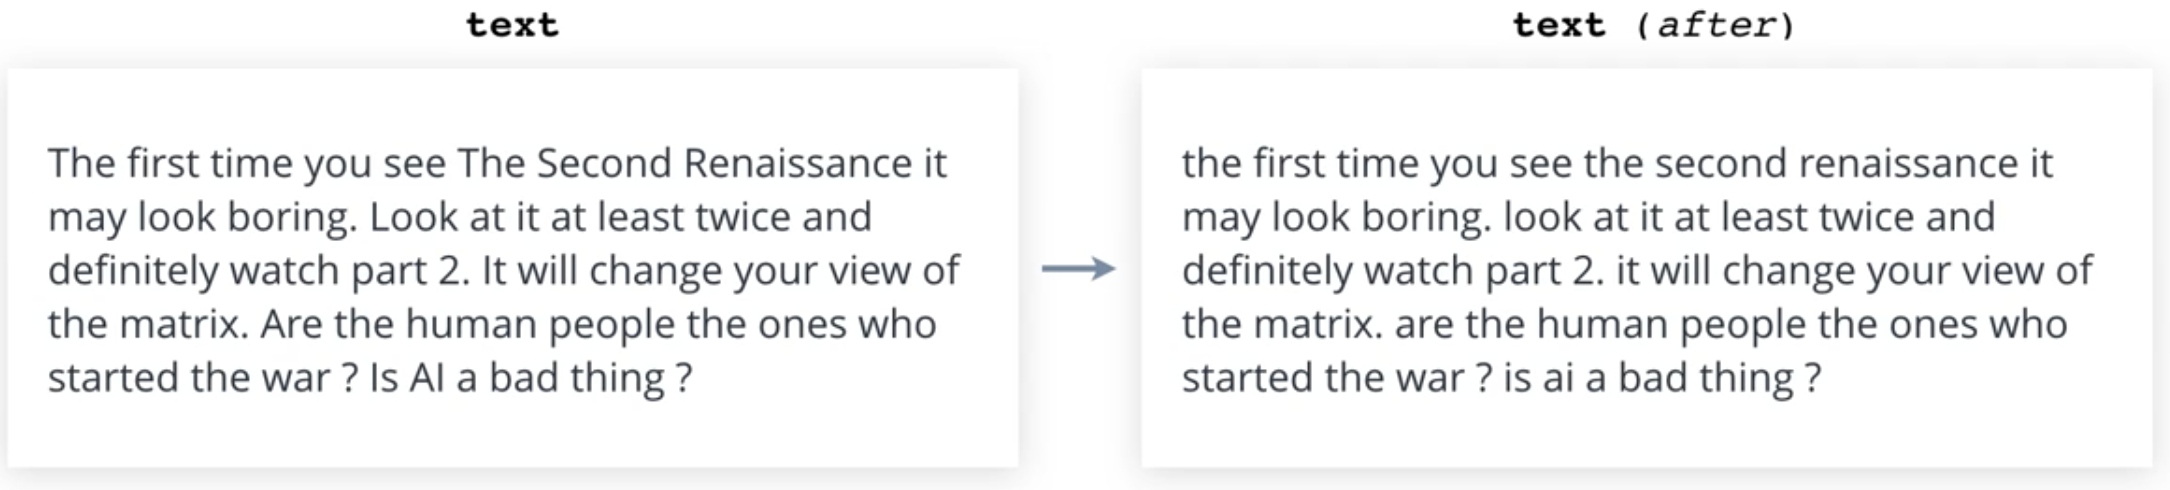 text
The first time you see The Second Renaissance it
may look boring. Look at it at least twice and
definitely watch part 2. It will change your view of
the matrix. Are the human people the ones who
started the war ? Is AI a bad thing ?
text (after)
the first time you see the second renaissance it
may look boring. look at it at least twice and
definitely watch part 2. it will change your view of
the matrix. are the human people the ones who
started the war ? is ai a bad thing ?